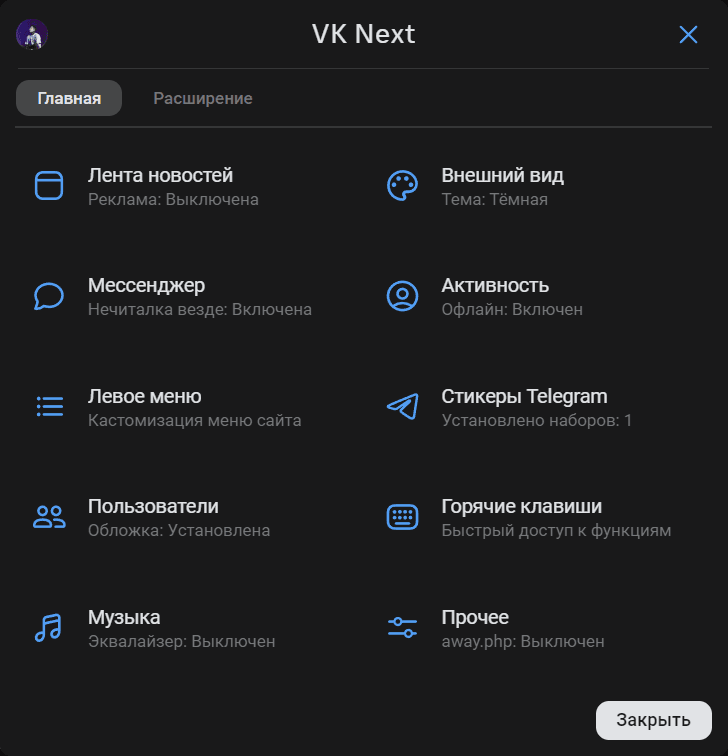 VK Next
Главная
Расширение
Лента новостей
Реклама: Выключена
Внешний вид
Тема: Тёмная
Мессенджер
Нечиталка везде: Включена
Активность
Офлайн: Включен
Левое меню
Кастомизация меню сайта
Стикеры Telegram
Установлено наборов: 1
Пользователи
Обложка: Установлена
Горячие клавиши
Быстрый доступ к функциям
Музыка
Эквалайзер: Выключен
Прочее
away.php: Выключен
Закрыть